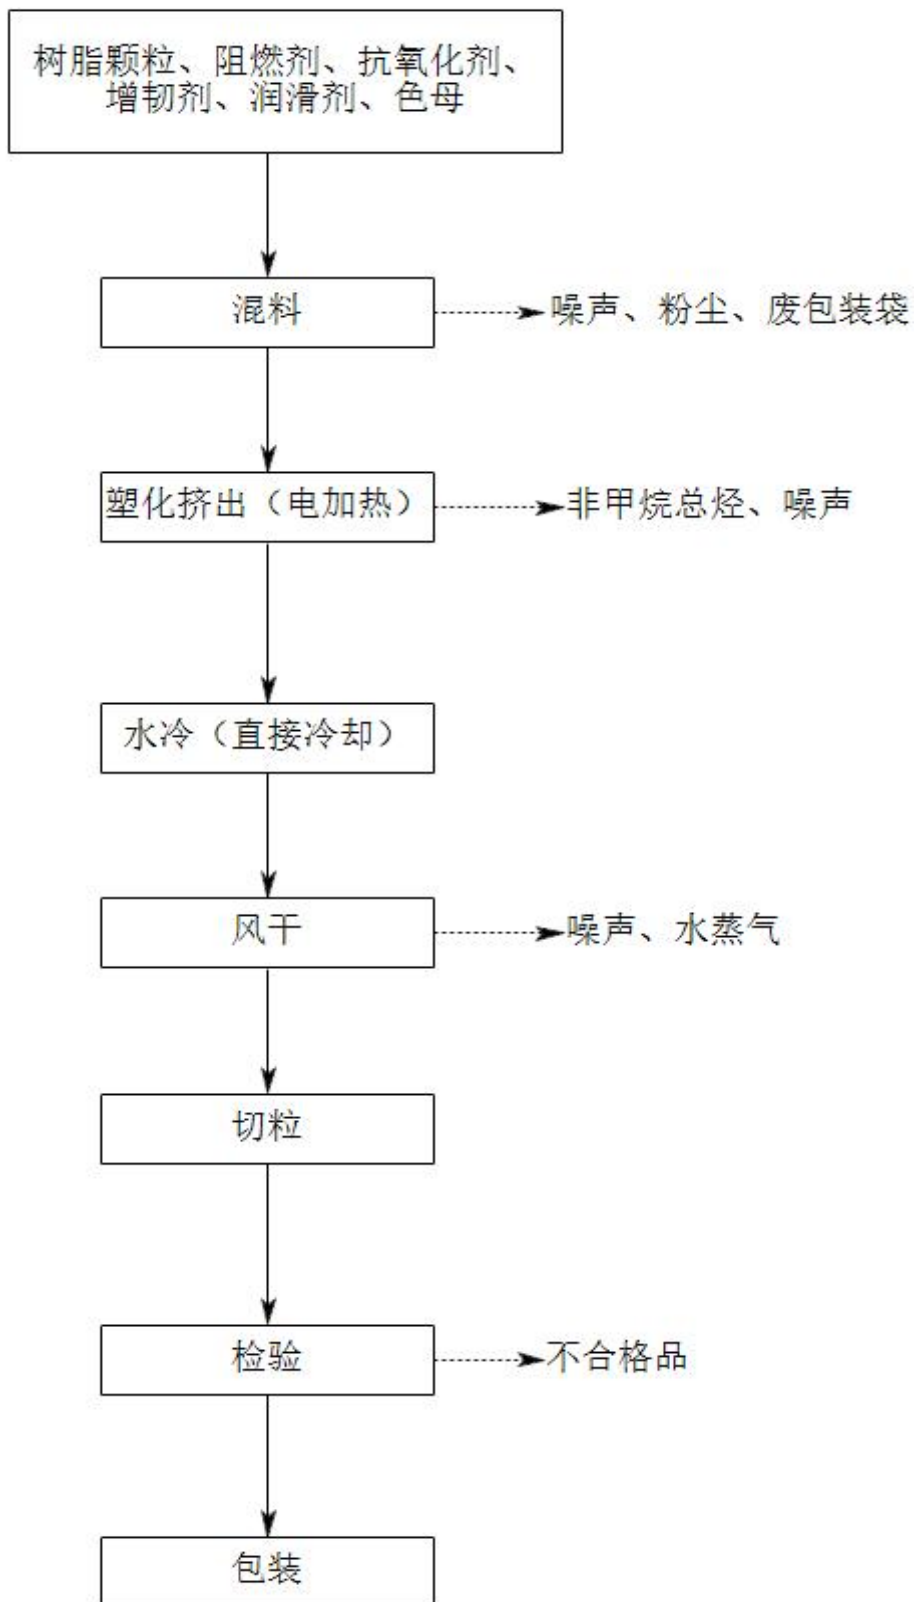 树脂颗粒、阻燃剂、抗氧化剂、
增韧剂、润滑剂、色母
混料
噪声、粉尘、废包装袋
塑化挤出（电加热）
非甲烷总烃、噪声
水冷（直接冷却）
风干
噪声、水蒸气
切粒
检验
不合格品
包装